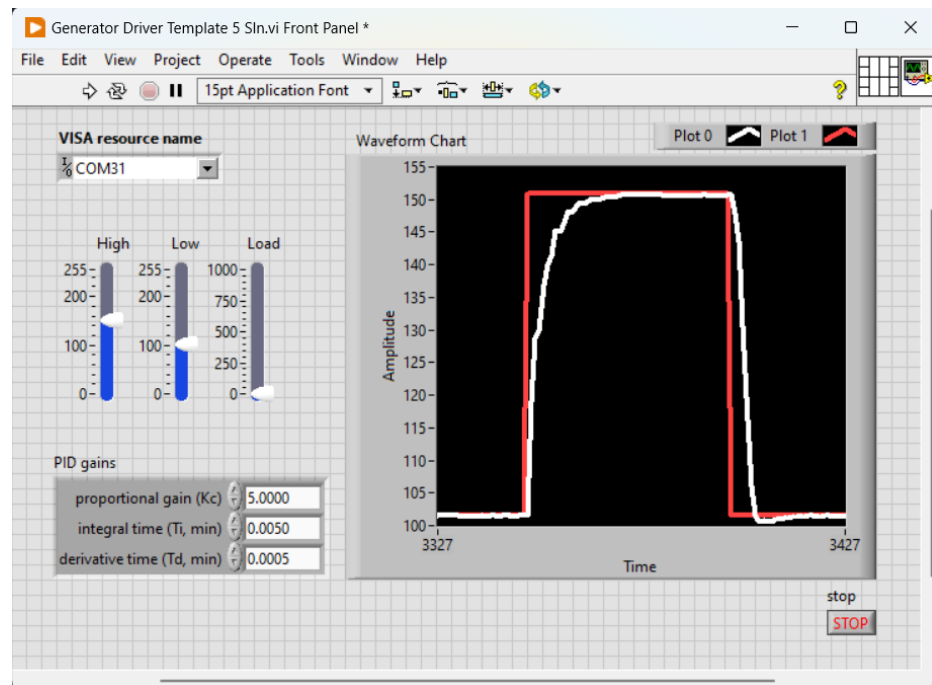 Generator Driver Template 5 Sln.vi Front Panel *
File Edit View Project Operate Tools Window Help
15pt Application Font
VISA resource name
I/0 COM31
Waveform Chart
Plot 0
Plot 1
High
Low
Load
255
200
100
0
255
200
100
0
1000
750
500
250
0
Amplitude
155
150
145
140
135
130
125
120
115
110
105
100
3327
3427
Time
PID gains
proportional gain (Kc) 5.0000
integral time (Ti, min) 0.0050
derivative time (Td, min) 0.0005
stop
STOP